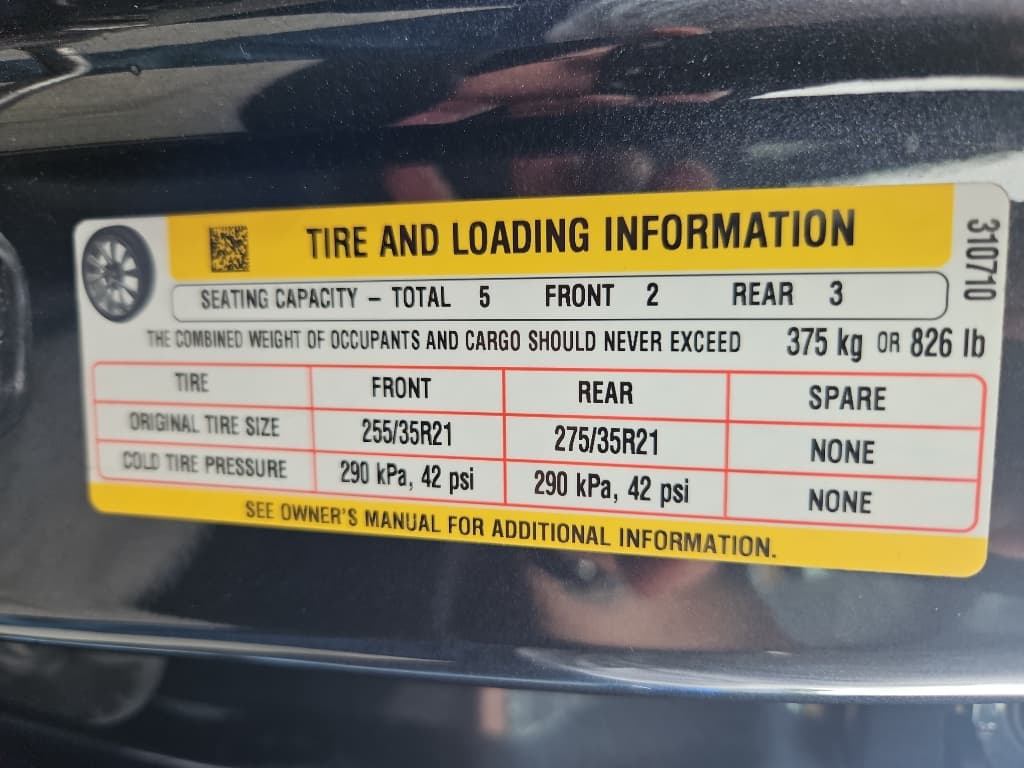 TIRE AND LOADING INFORMATION
310710
SEATING CAPACITY – TOTAL 5 FRONT 2 REAR 3
THE COMBINED WEIGHT OF OCCUPANTS AND CARGO SHOULD NEVER EXCEED 375 kg OR 826 lb
TIRE FRONT REAR SPARE
ORIGINAL TIRE SIZE 255/35R21 275/35R21 NONE
COLD TIRE PRESSURE 290 kPa, 42 psi 290 kPa, 42 psi NONE
SEE OWNER'S MANUAL FOR ADDITIONAL INFORMATION.